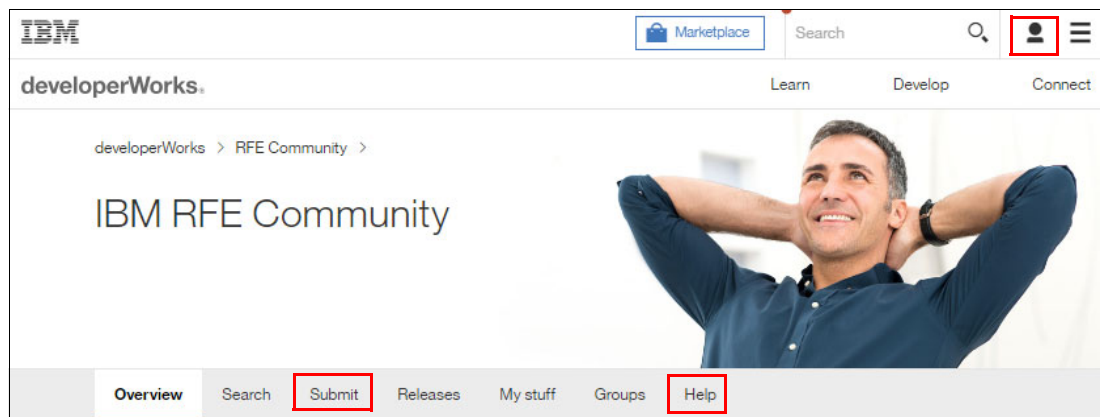 IBM
Marketplace
Search
developerWorks®
Learn Develop Connect
developerWorks > RFE Community >
IBM RFE Community
Overview Search Submit Releases My stuff Groups Help